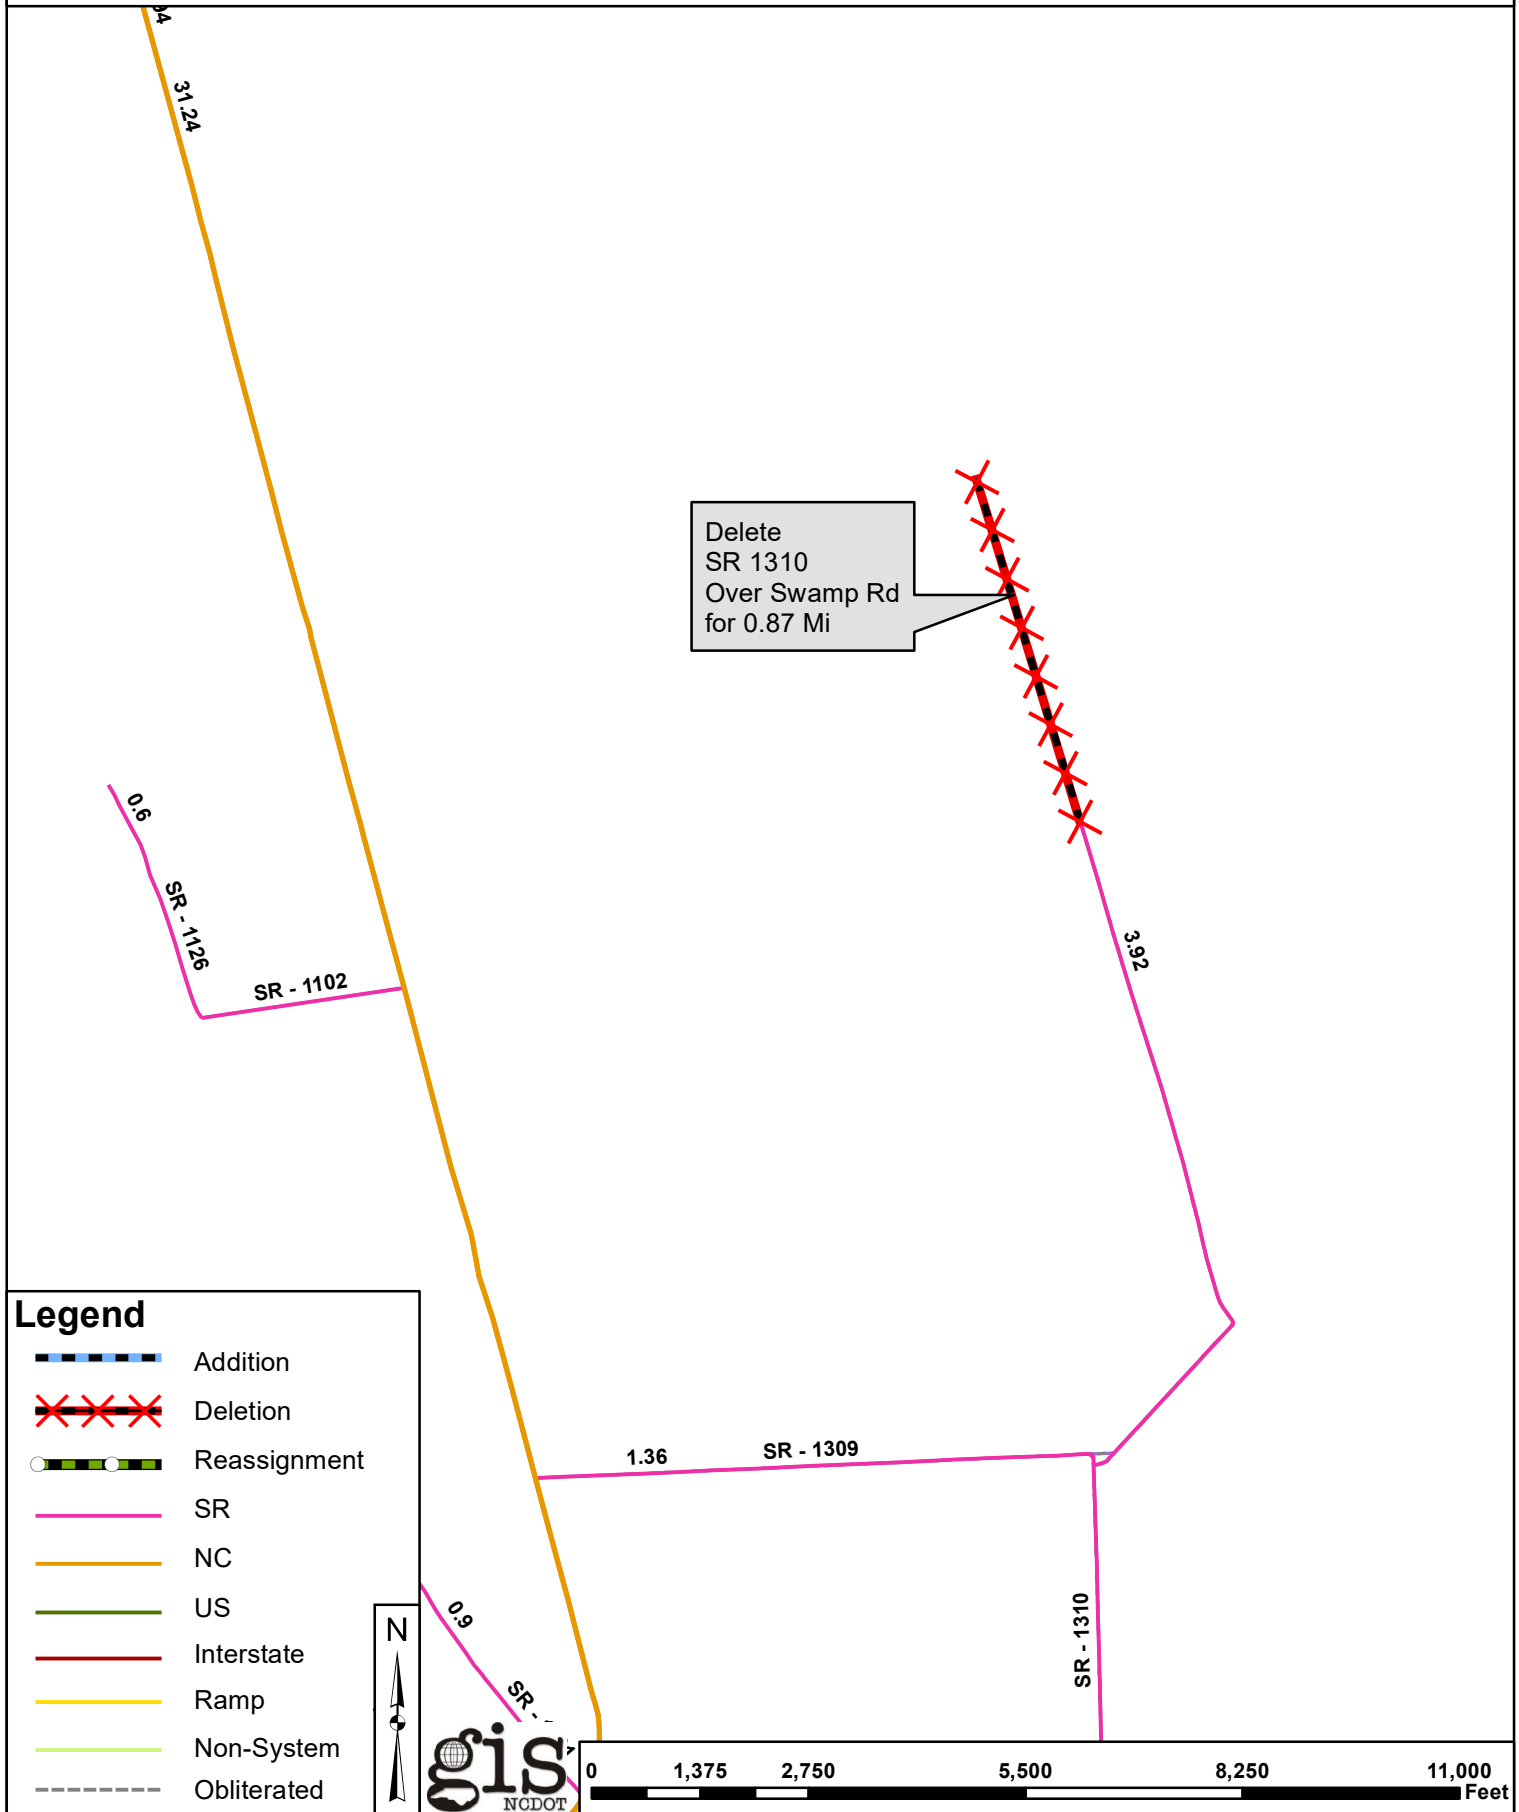 31.24
Delete
SR 1310
Over Swamp Rd
for 0.87 Mi
0.6
SR - 1126
SR - 1102
3.92
1.36
SR - 1309
SR - 1310
0.9
SR -
Legend
Addition
Deletion
Reassignment
SR
NC
US
Interstate
Ramp
Non-System
Obliterated
N
gis
NCDOT
0 1,375 2,750 5,500 8,250 11,000
Feet